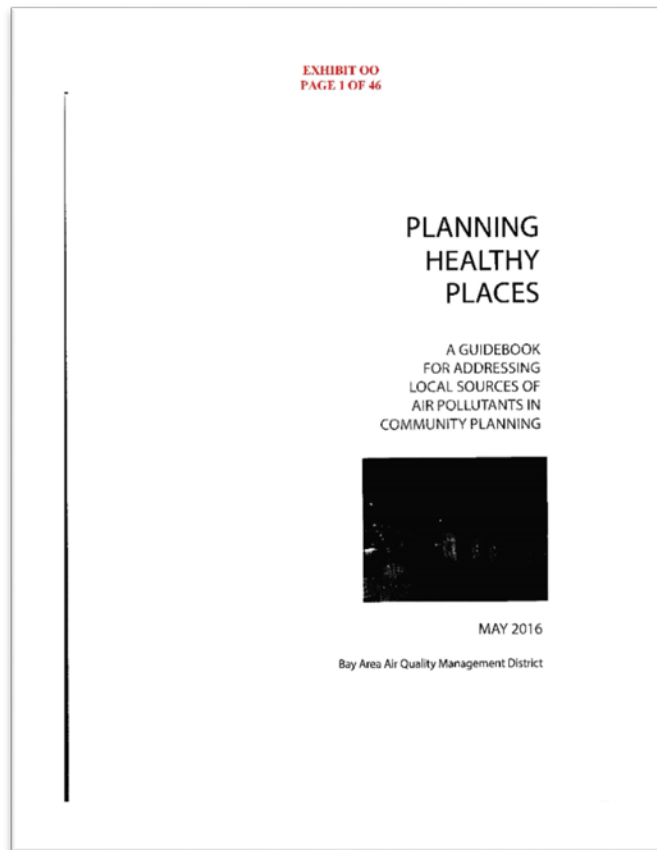 EXHIBIT OO
PAGE 1 OF 46
PLANNING
HEALTHY
PLACES
A GUIDEBOOK
FOR ADDRESSING
LOCAL SOURCES OF
AIR POLLUTANTS IN
COMMUNITY PLANNING
MAY 2016
Bay Area Air Quality Management District